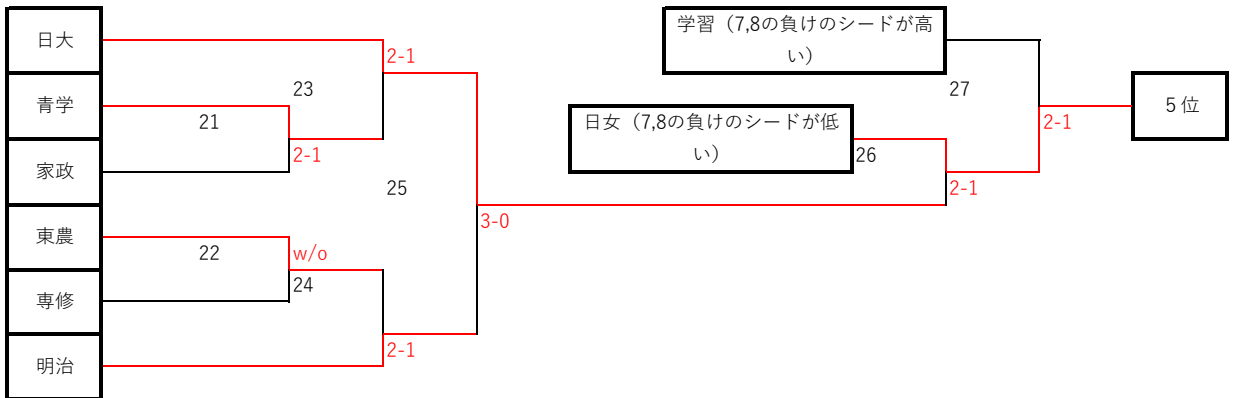 日大
青学
家政
東農
専修
明治
21
22
2-1
w/o
23
24
2-1
2-1
25
3-0
日女（7,8の負けのシードが低
い）
26
2-1
学習（7,8の負けのシードが高
い）
27
2-1
5位